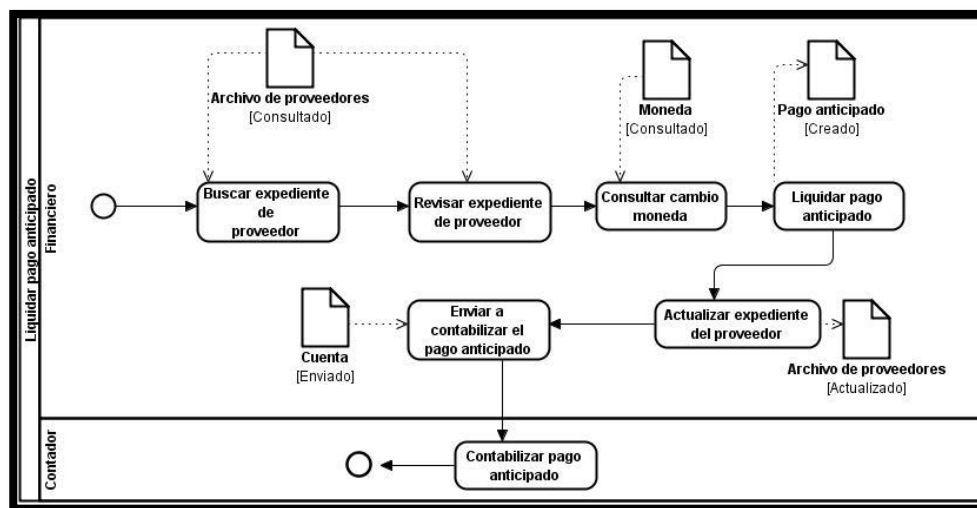 Liquidar pago anticipado
Financiero
Archivo de proveedores
[Consultado]
Moneda
[Consultado]
Pago anticipado
[Creado]
Buscar expediente
de
proveedor
Revisar expediente
de proveedor
Consultar cambio
moneda
Liquidar pago
anticipado
Cuenta
[Enviado]
Enviar a
contabilizar el
pago anticipado
Actualizar expediente
del proveedor
Archivo de proveedores
[Actualizado]
Contador
Contabilizar pago
anticipado